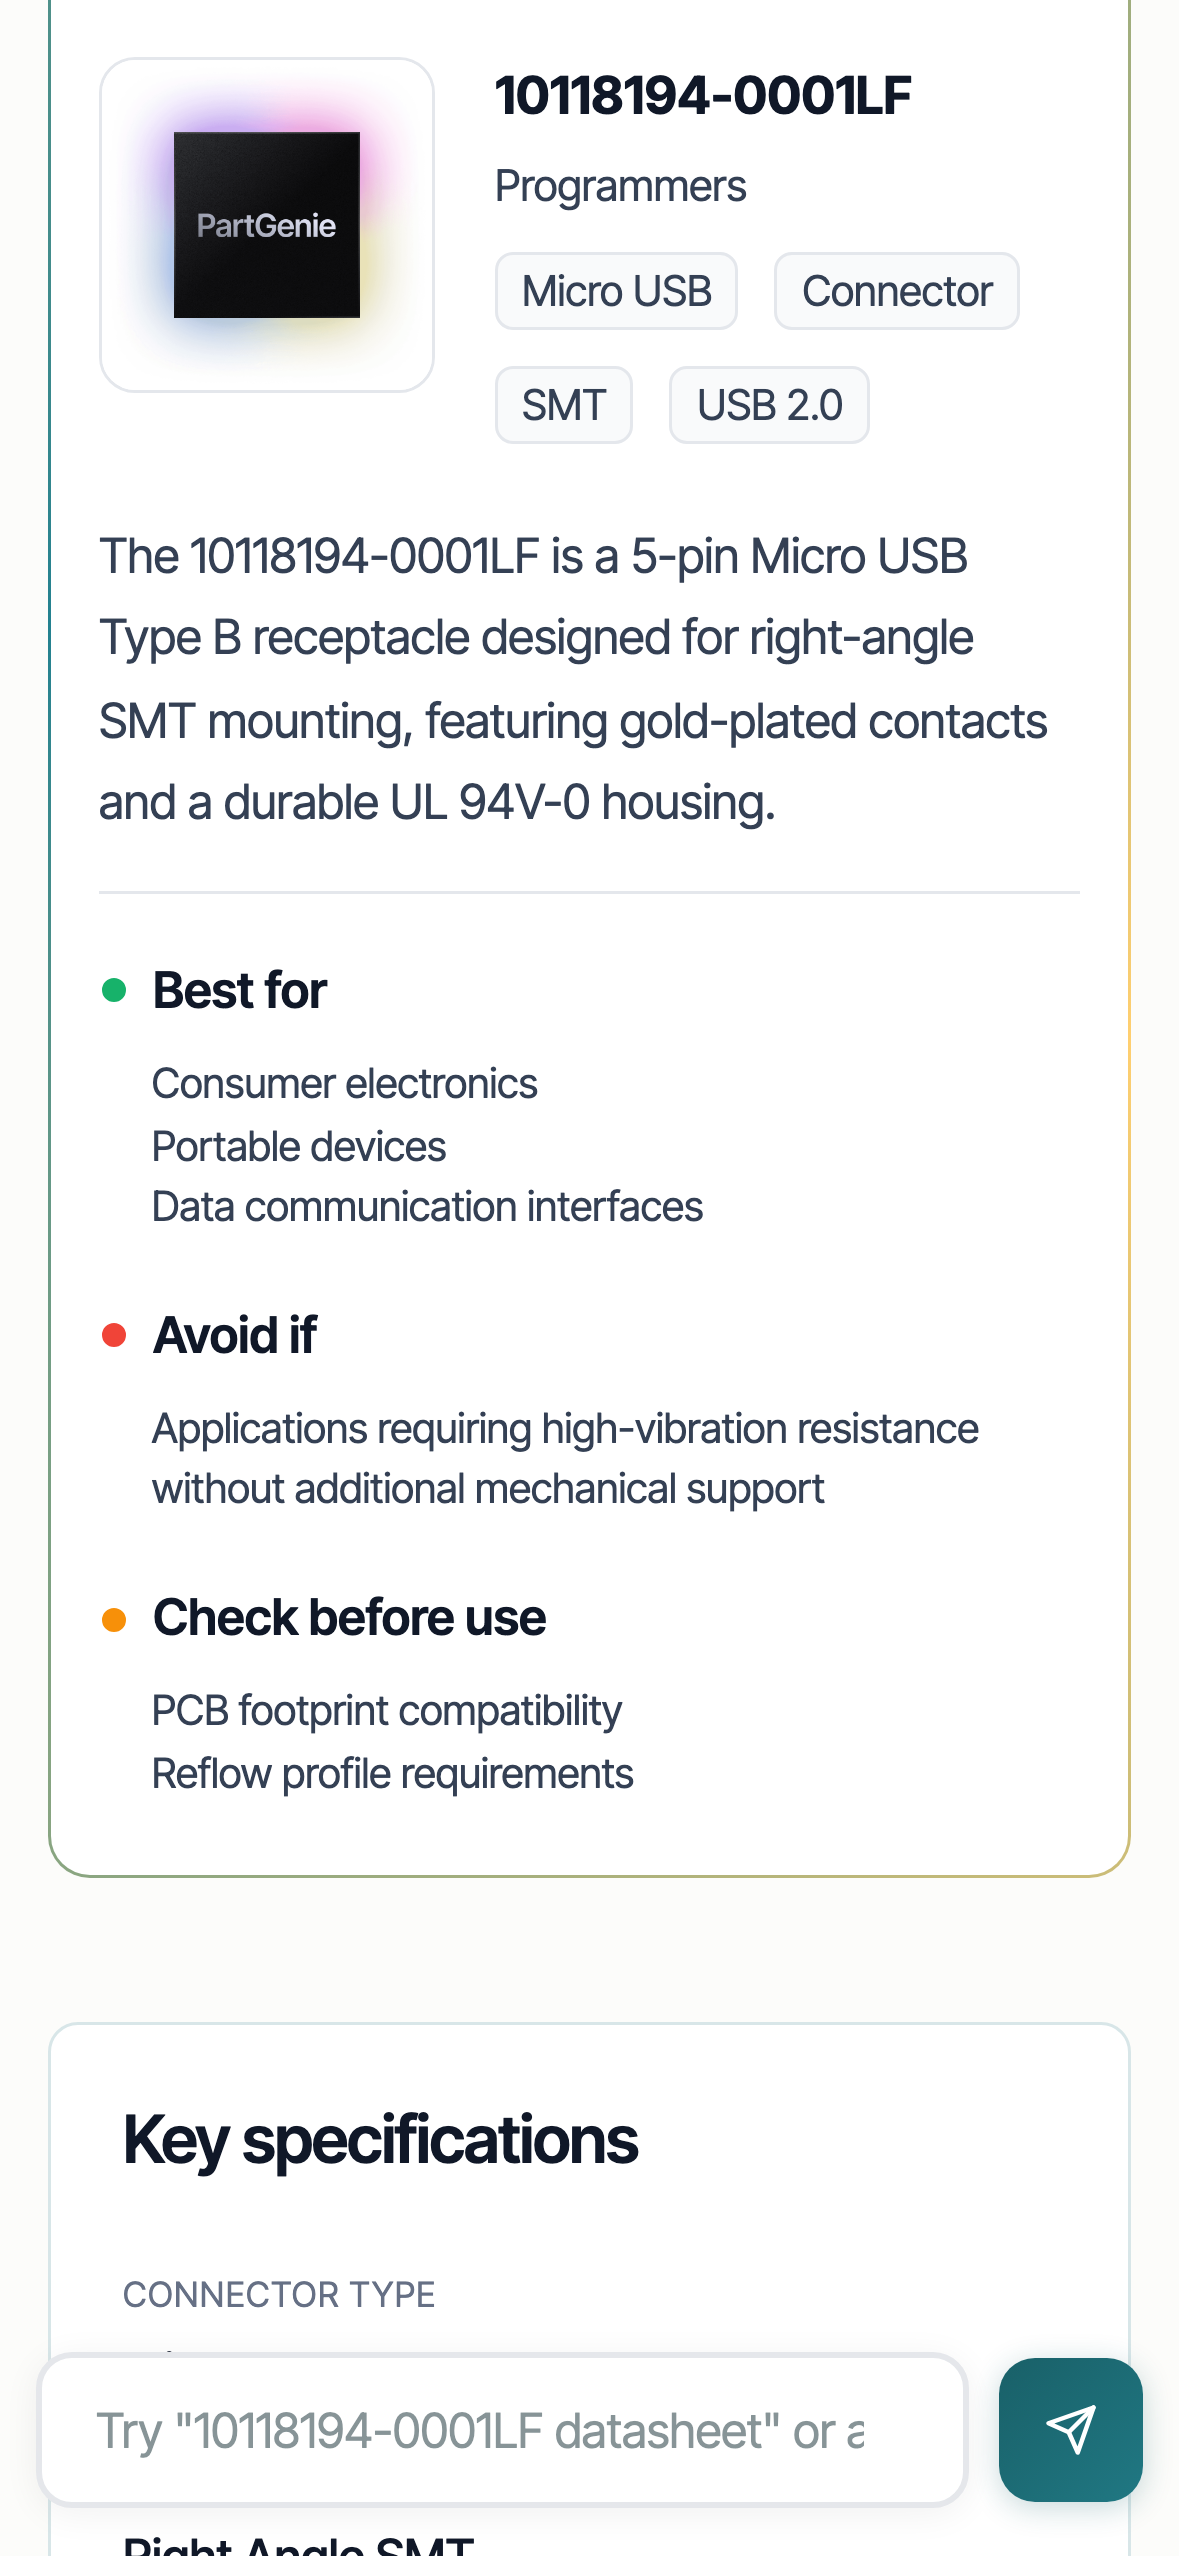 10118194-0001LF
PartGenie
Programmers
Micro USB
Connector
SMT
USB 2.0
The 10118194-0001LF is a 5-pin Micro USB
Type B receptacle designed for right-angle
SMT mounting, featuring gold-plated contacts
and a durable UL 94V-0 housing.
Best for
Consumer electronics
Portable devices
Data communication interfaces
Avoid if
Applications requiring high-vibration resistance
without additional mechanical support
Check before use
PCB footprint compatibility
Reflow profile requirements
Key specifications
CONNECTOR TYPE
Try "10118194-0001LF datasheet" or a
Right Angle SMT